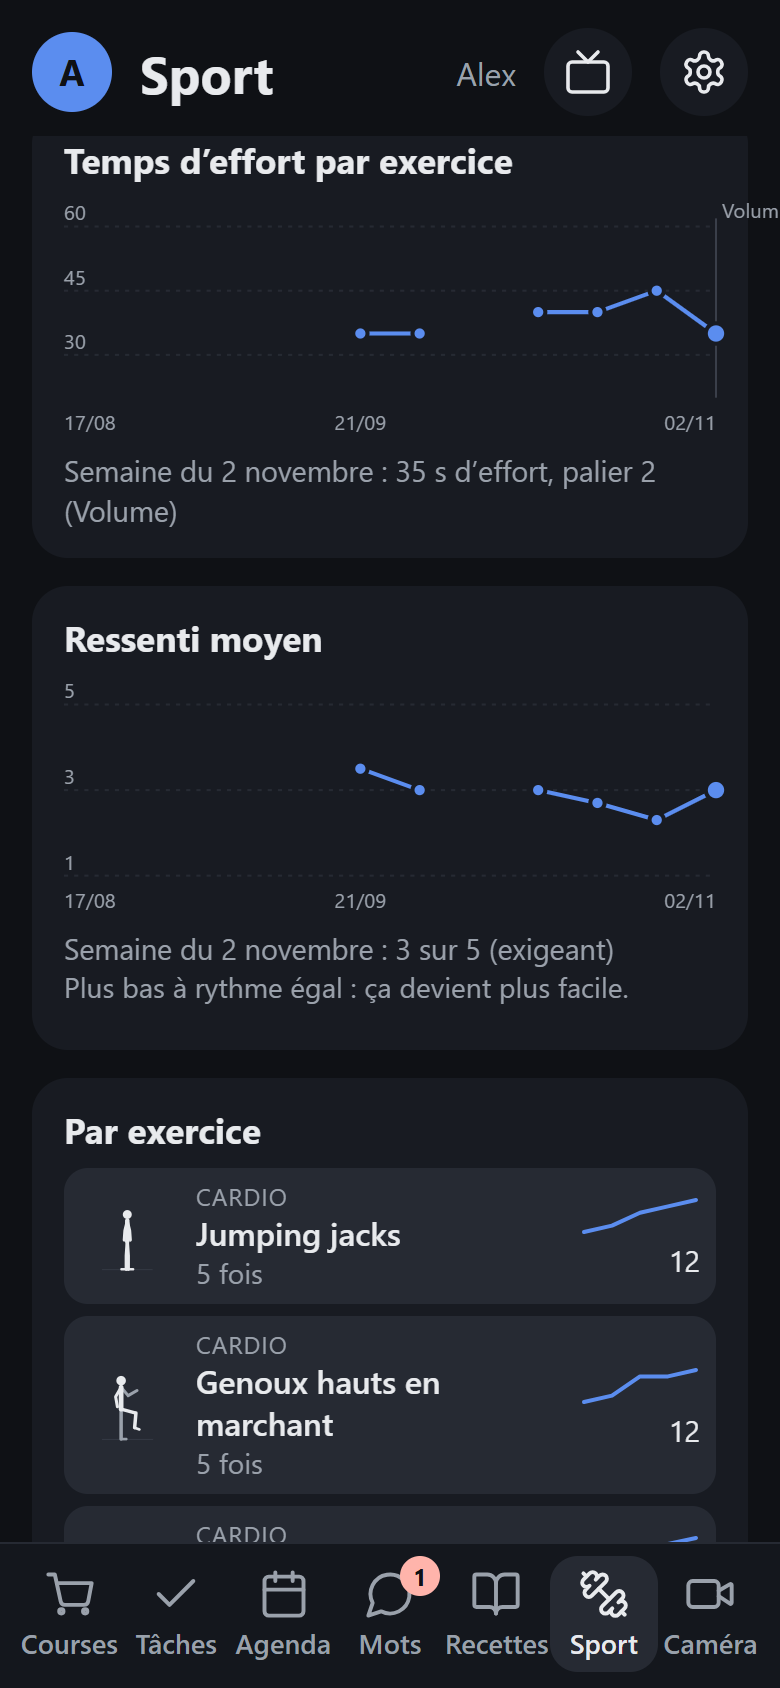 A
Sport
Alex
Temps d’effort par exercice
Volum
60
45
30
17/08
21/09
02/11
Semaine du 2 novembre : 35 s d’effort, palier 2
(Volume)
Ressenti moyen
5
3
1
17/08
21/09
02/11
Semaine du 2 novembre : 3 sur 5 (exigeant)
Plus bas à rythme égal : ça devient plus facile.
Par exercice
CARDIO
Jumping jacks
5 fois
12
CARDIO
Genoux hauts en
marchant
5 fois
12
CARDIO
1
Courses
Tâches
Agenda
Mots
Recettes
Sport
Caméra